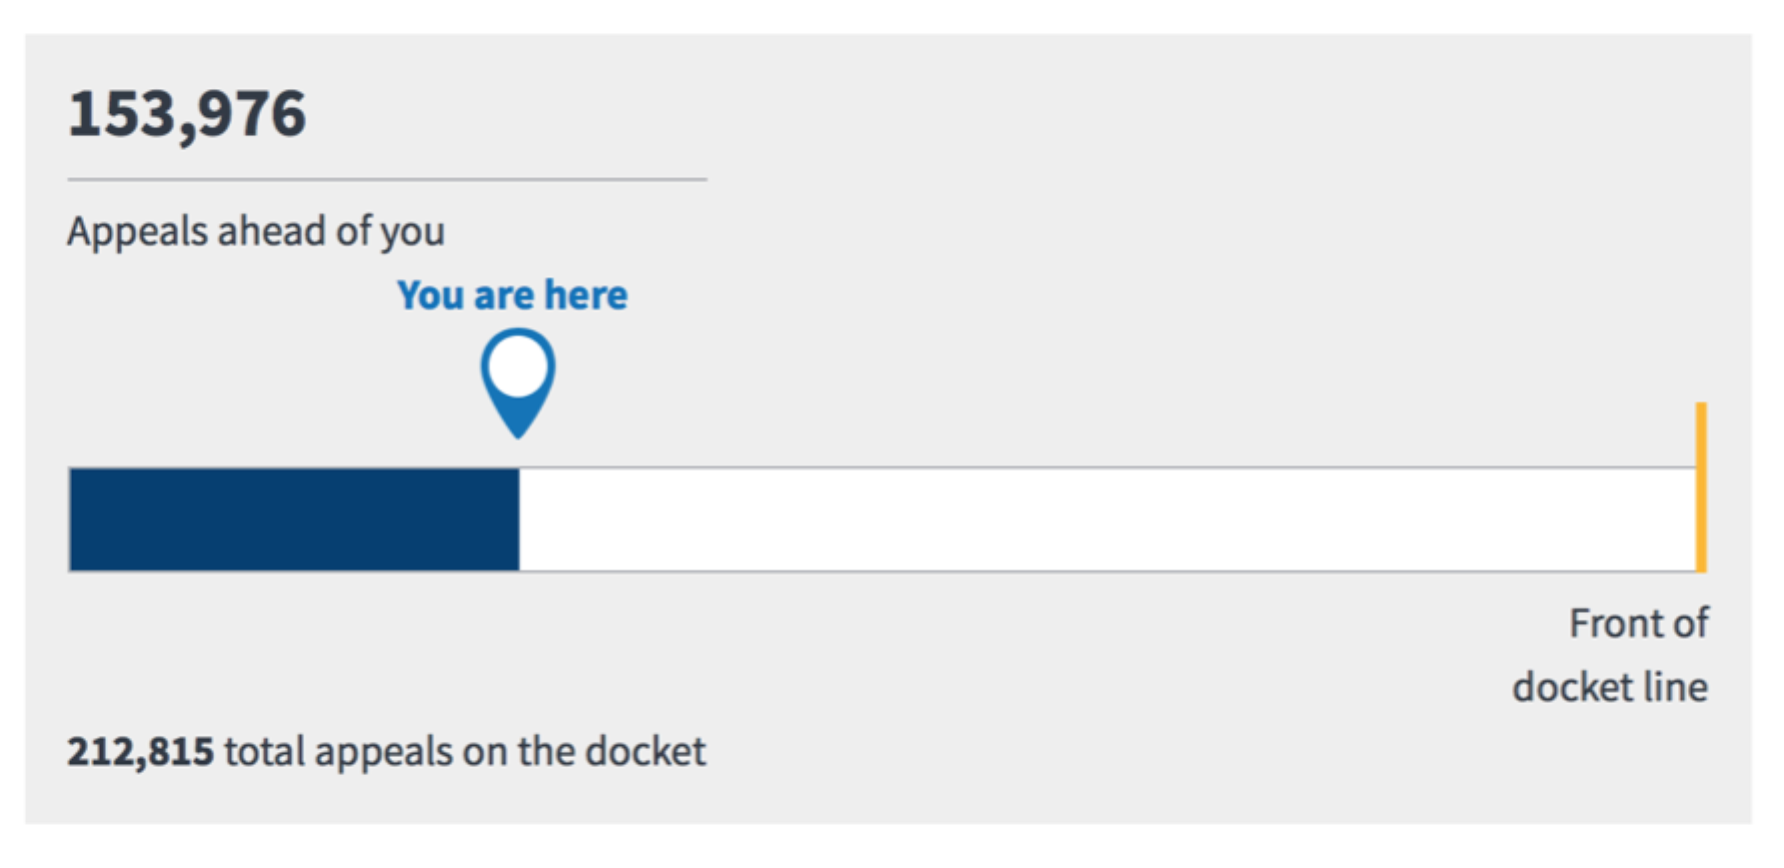 153,976
Appeals ahead of you
You are here
Front of
docket line
212,815 total appeals on the docket